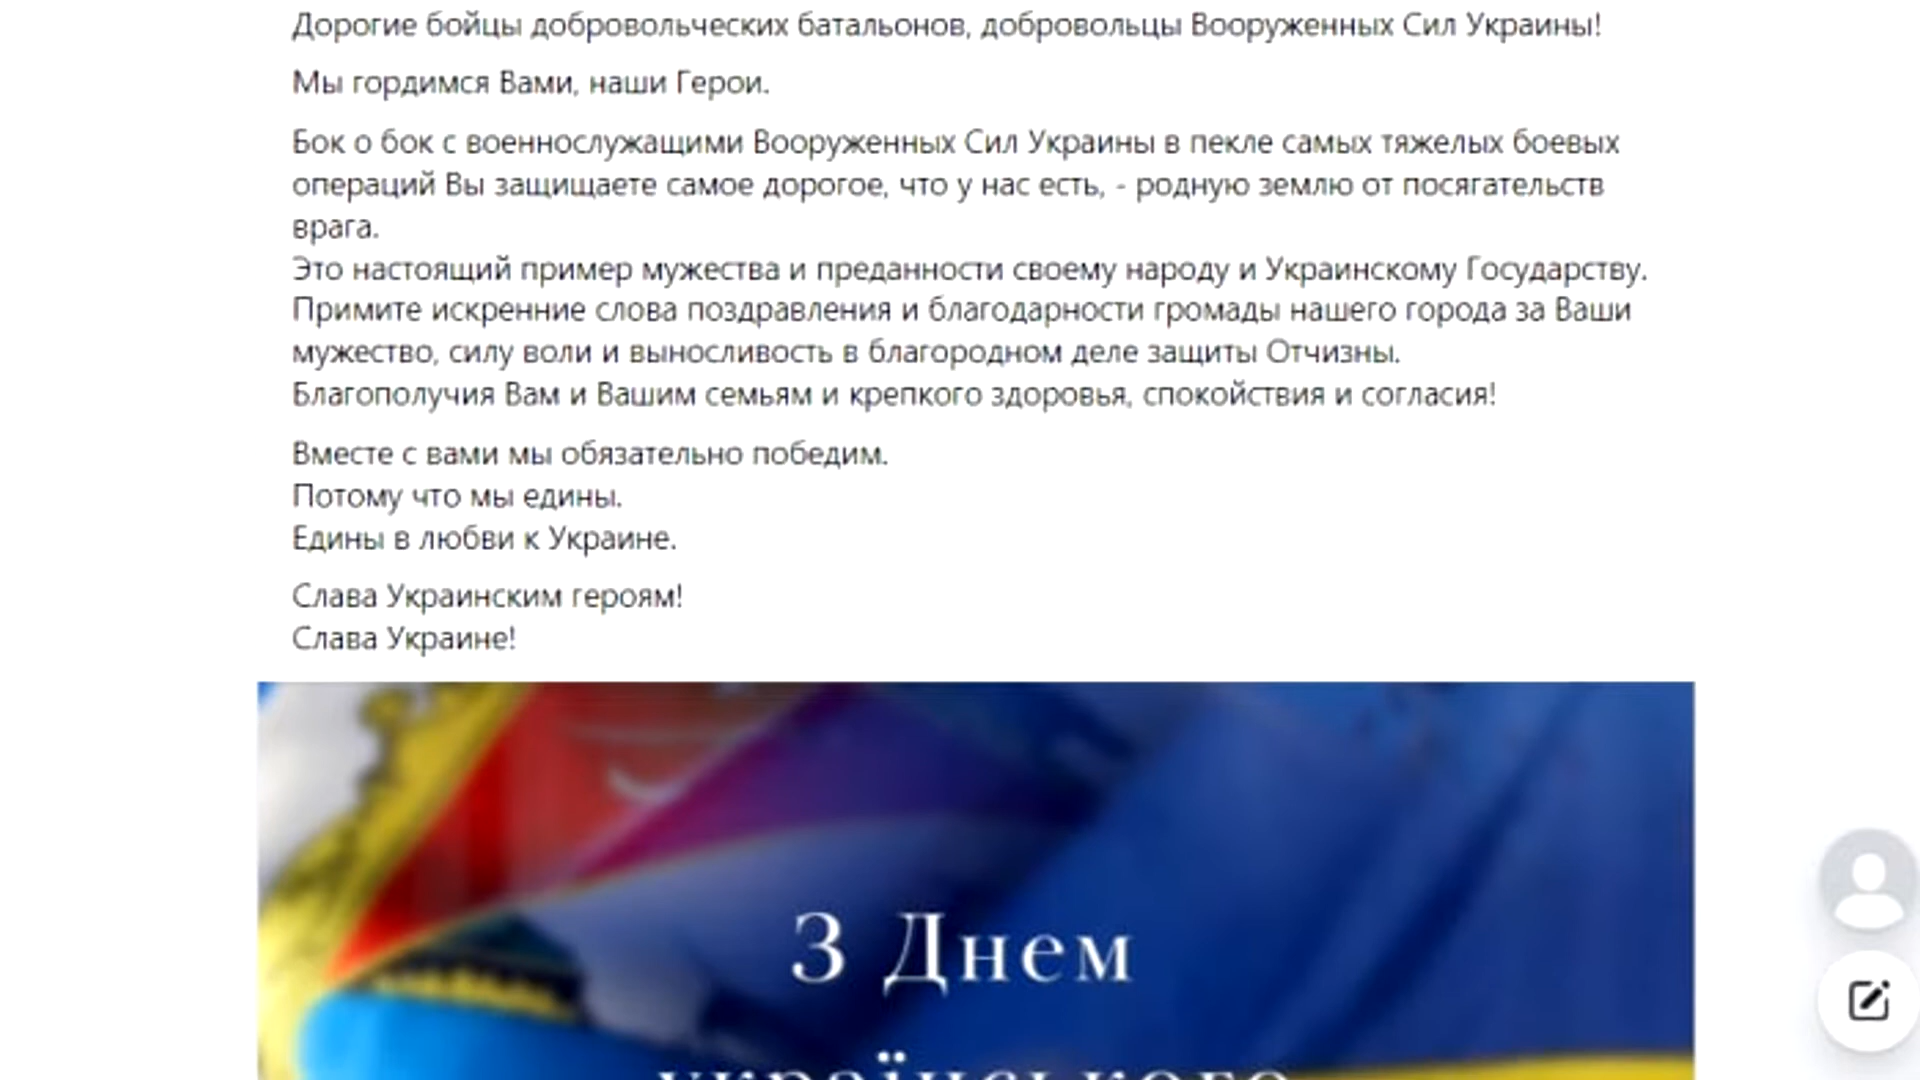 Дорогие бойцы добровольческих батальонов, добровольцы Вооруженных Сил Украины!
Мы гордимся Вами, наши Герои.
Бок о бок с военнослужащими Вооруженных Сил Украины в пекле самых тяжелых боевых
операций Вы защищаете самое дорогое, что у нас есть, - родную землю от посягательств
врага.
Это настоящий пример мужества и преданности своему народу и Украинскому Государству.
Примите искренние слова поздравления и благодарности громады нашего города за Ваши
мужество, силу воли и выносливость в благородном деле защиты Отчизны.
Благополучия Вам и Вашим семьям и крепкого здоровья, спокойствия и согласия!
Вместе с вами мы обязательно победим.
Потому что мы едины.
Едины в любви к Украине.
Слава Украинским героям!
Слава Украине!
З Днем
українського